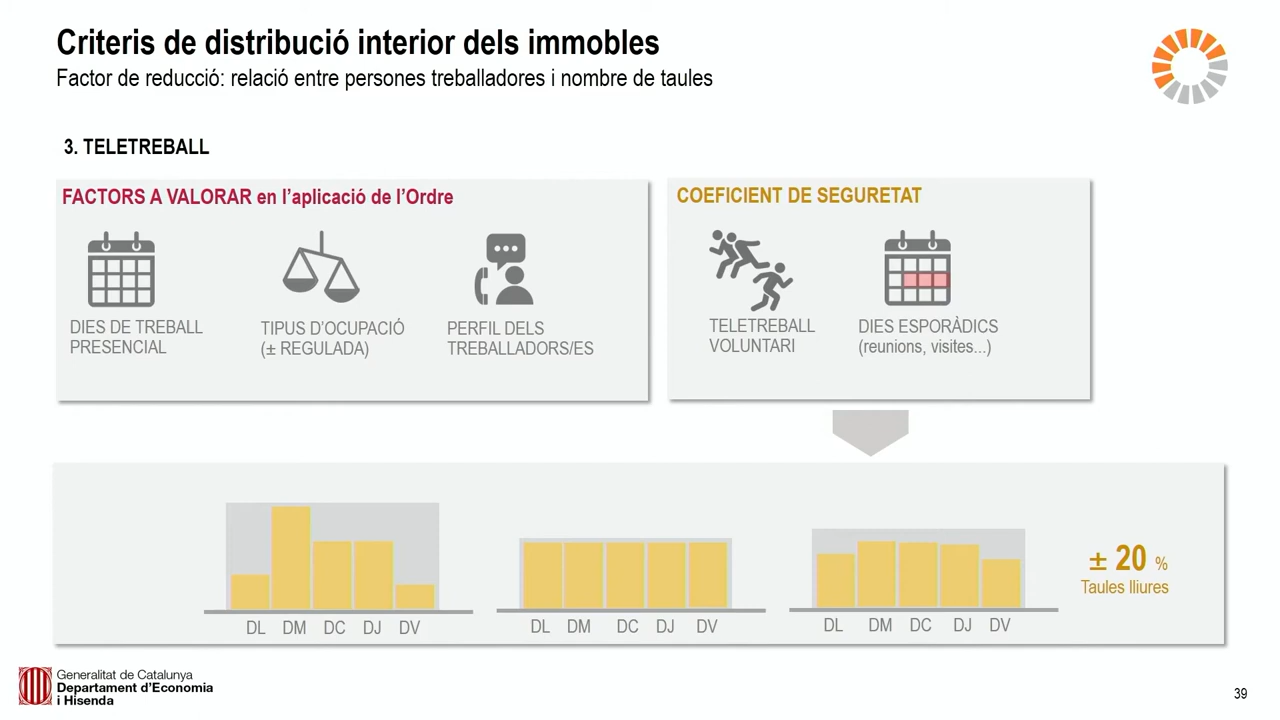 Criteris de distribució interior dels immobles
Factor de reducció: relació entre persones treballadores i nombre de taules
3. TELETREBALL
FACTORS A VALORAR en l’aplicació de l’Ordre
DIES DE TREBALL
PRESENCIAL
TIPUS D’OCUPACIÓ
(± REGULADA)
PERFIL DELS
TREBALLADORS/ES
COEFICIENT DE SEGURETAT
TELETREBALL
VOLUNTARI
DIES ESPORÀDICS
(reunions, visites...)
DL DM DC DJ DV
DL DM DC DJ DV
DL DM DC DJ DV
± 20 %
Taules lliures
Generalitat de Catalunya
Departament d’Economia
i Hisenda
39